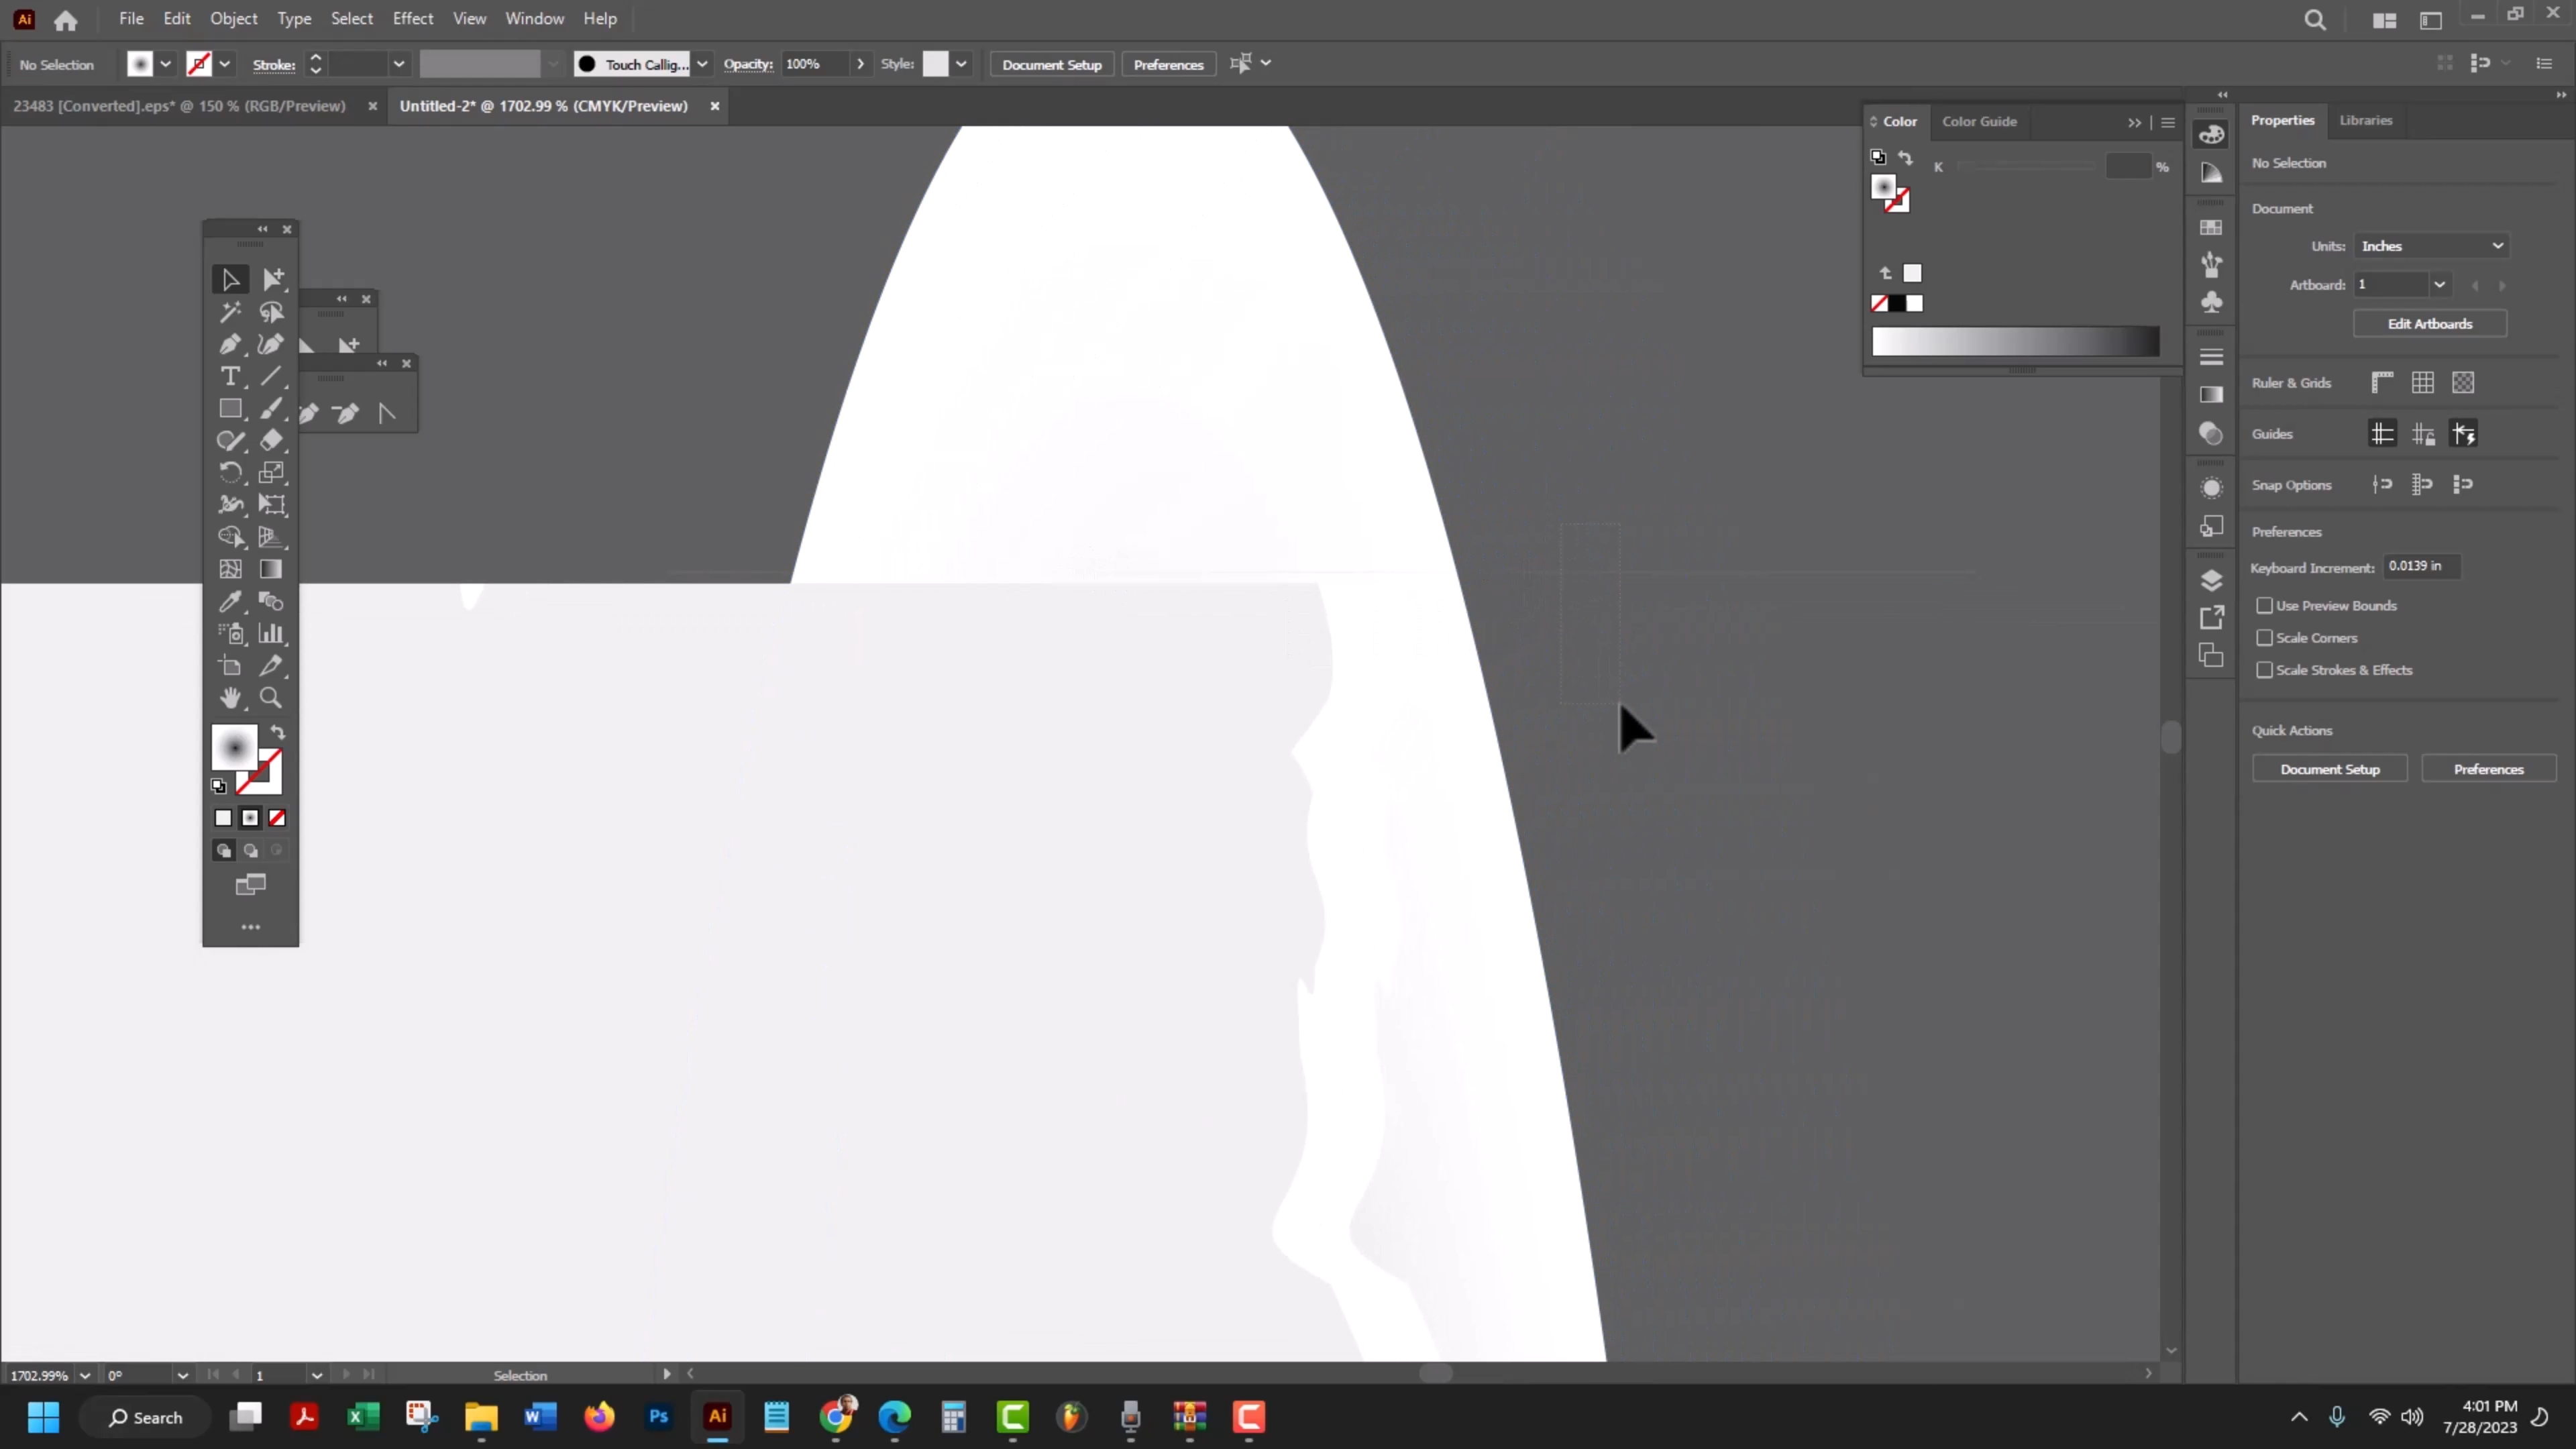 Ai File Edit Object Type Select Effect View Window Help
No Selection Stroke: Touch Callig... Opacity: 100% Style: Document Setup Preferences
23483 [Converted].eps* @ 150 % (RGB/Preview) × Untitled-2* @ 1702.99 % (CMYK/Preview) ×
Color Color Guide
K %
Properties Libraries
No Selection
Document
Units: Inches
Artboard: 1
Edit Artboards
Ruler & Grids
Guides
Snap Options
Preferences
Keyboard Increment: 0.0139 in
Use Preview Bounds
Scale Corners
Scale Strokes & Effects
Quick Actions
Document Setup Preferences
1702.99% 0° 1 Selection
Search Ps Ai
4:01 PM
7/28/2023